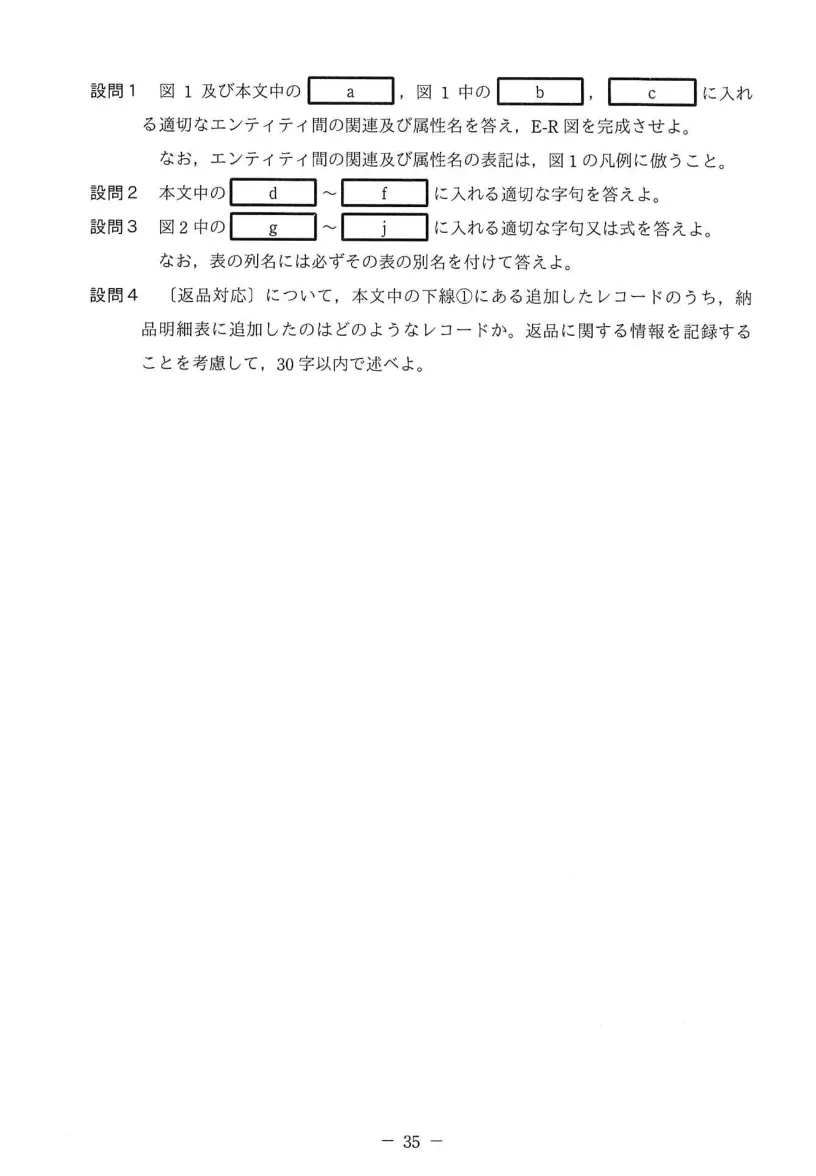 設問1 図 1 及び本文中の a ，図 1 中の b ， c に入れ
る適切なエンティティ間の関連及び属性名を答え，E-R 図を完成させよ。
なお，エンティティ間の関連及び属性名の表記は，図 1 の凡例に倣うこと。
設問2 本文中の d ～ f に入れる適切な字句を答えよ。
設問3 図 2 中の g ～ j に入れる適切な字句又は式を答えよ。
なお，表の列名には必ずその表の別名を付けて答えよ。
設問4 〔返品対応〕について，本文中の下線①にある追加したレコードのうち，納
品明細表に追加したのはどのようなレコードか。返品に関する情報を記録する
ことを考慮して，30 字以内で述べよ。
－ 35 －